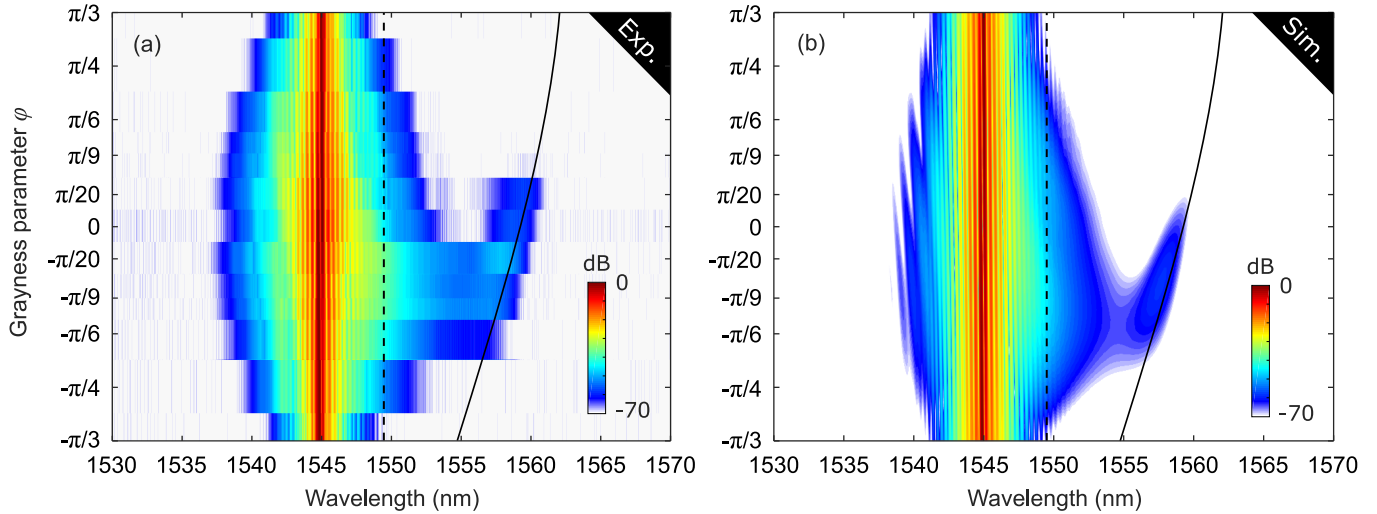 (a)
Exp.
π/3
π/4
π/6
π/9
π/20
0
-π/20
-π/9
-π/6
-π/4
-π/3
Grayness parameter φ
dB
0
-70
1530 1535 1540 1545 1550 1555 1560 1565 1570
Wavelength (nm)
(b)
Sim.
π/3
π/4
π/6
π/9
π/20
0
-π/20
-π/9
-π/6
-π/4
-π/3
dB
0
-70
1530 1535 1540 1545 1550 1555 1560 1565 1570
Wavelength (nm)